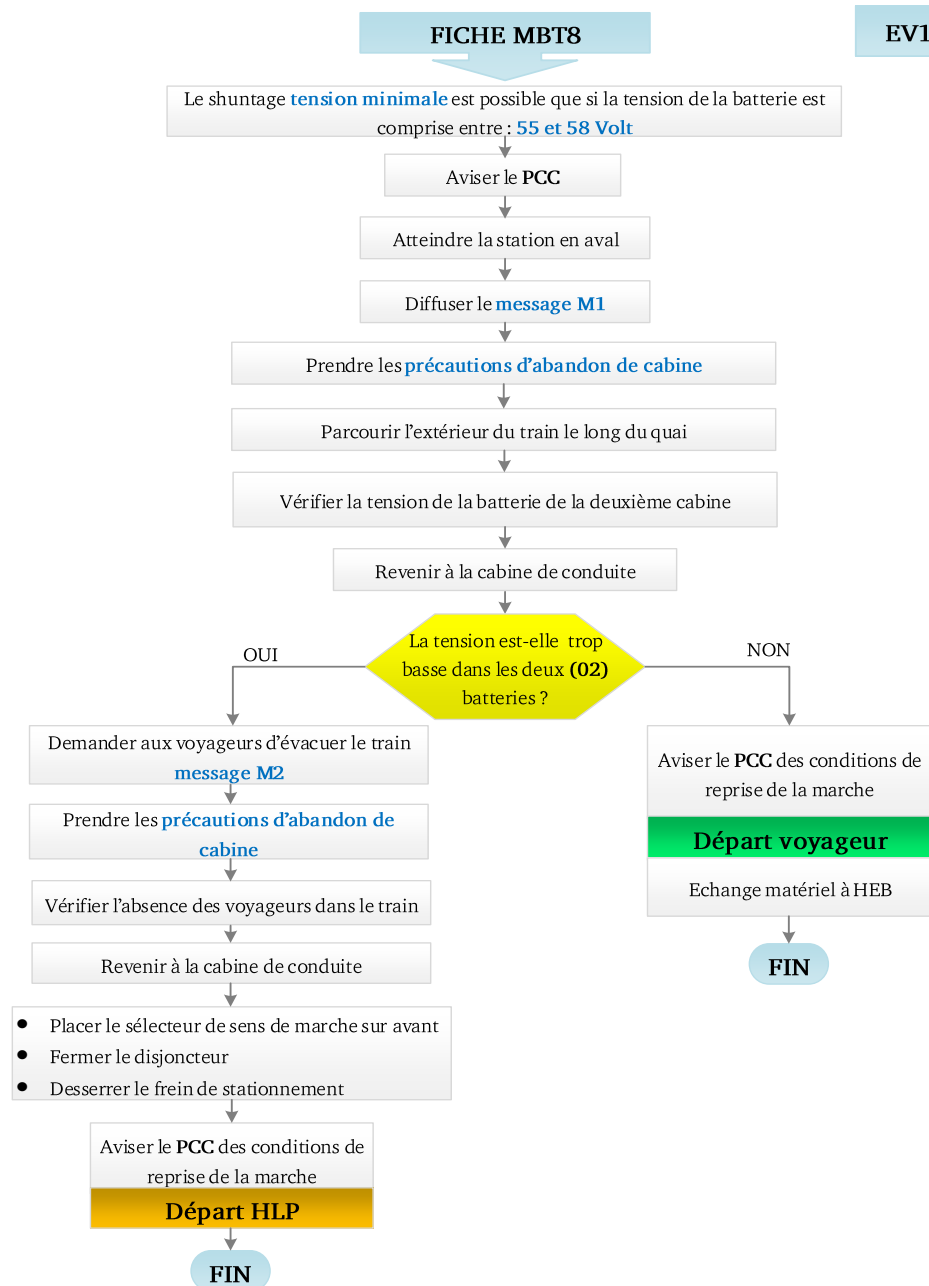 FICHE MBT8
EV1
Le shuntage tension minimale est possible que si la tension de la batterie est
comprise entre : 55 et 58 Volt
Aviser le PCC
Atteindre la station en aval
Diffuser le message M1
Prendre les précautions d’abandon de cabine
Parcourir l’extérieur du train le long du quai
Vérifier la tension de la batterie de la deuxième cabine
Revenir à la cabine de conduite
La tension est-elle trop
basse dans les deux (02)
batteries ?
OUI
NON
Demander aux voyageurs d’évacuer le train
message M2
Prendre les précautions d’abandon de
cabine
Vérifier l’absence des voyageurs dans le train
Revenir à la cabine de conduite
• Placer le sélecteur de sens de marche sur avant
• Fermer le disjoncteur
• Desserrer le frein de stationnement
Aviser le PCC des conditions de
reprise de la marche
Départ HLP
FIN
Aviser le PCC des conditions de
reprise de la marche
Départ voyageur
Echange matériel à HEB
FIN